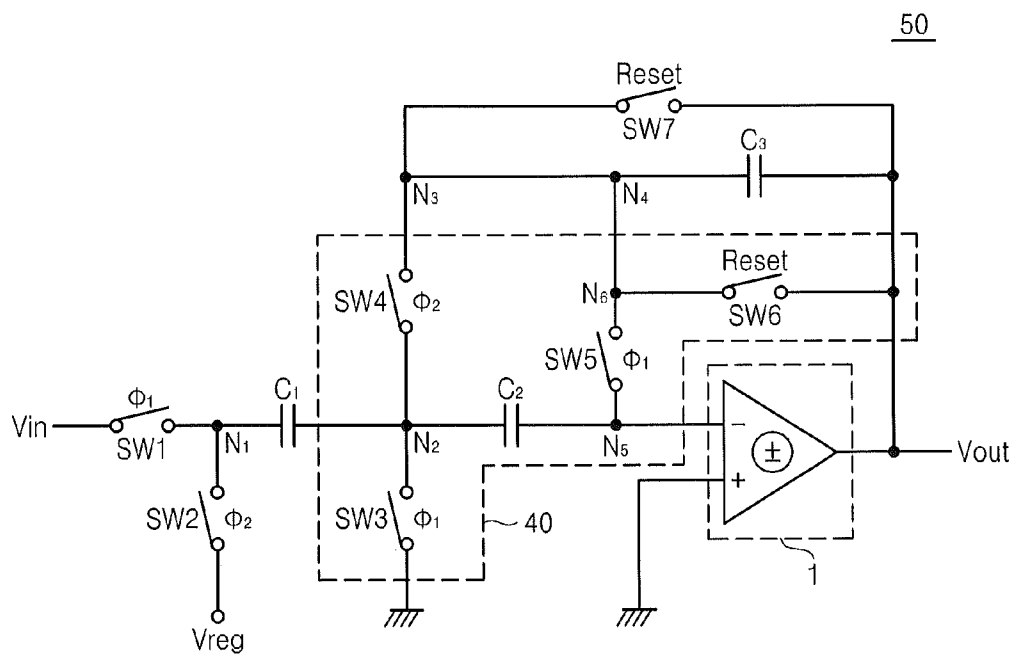 50
Reset
SW7
C₃
N₃
N₄
Reset
SW4
Φ₂
N₆
SW6
SW5
Φ₁
Vin
Φ₁
SW1
C₁
C₂
N₁
N₂
N₅
−
±
+
Vout
SW2
Φ₂
SW3
Φ₁
40
1
Vreg